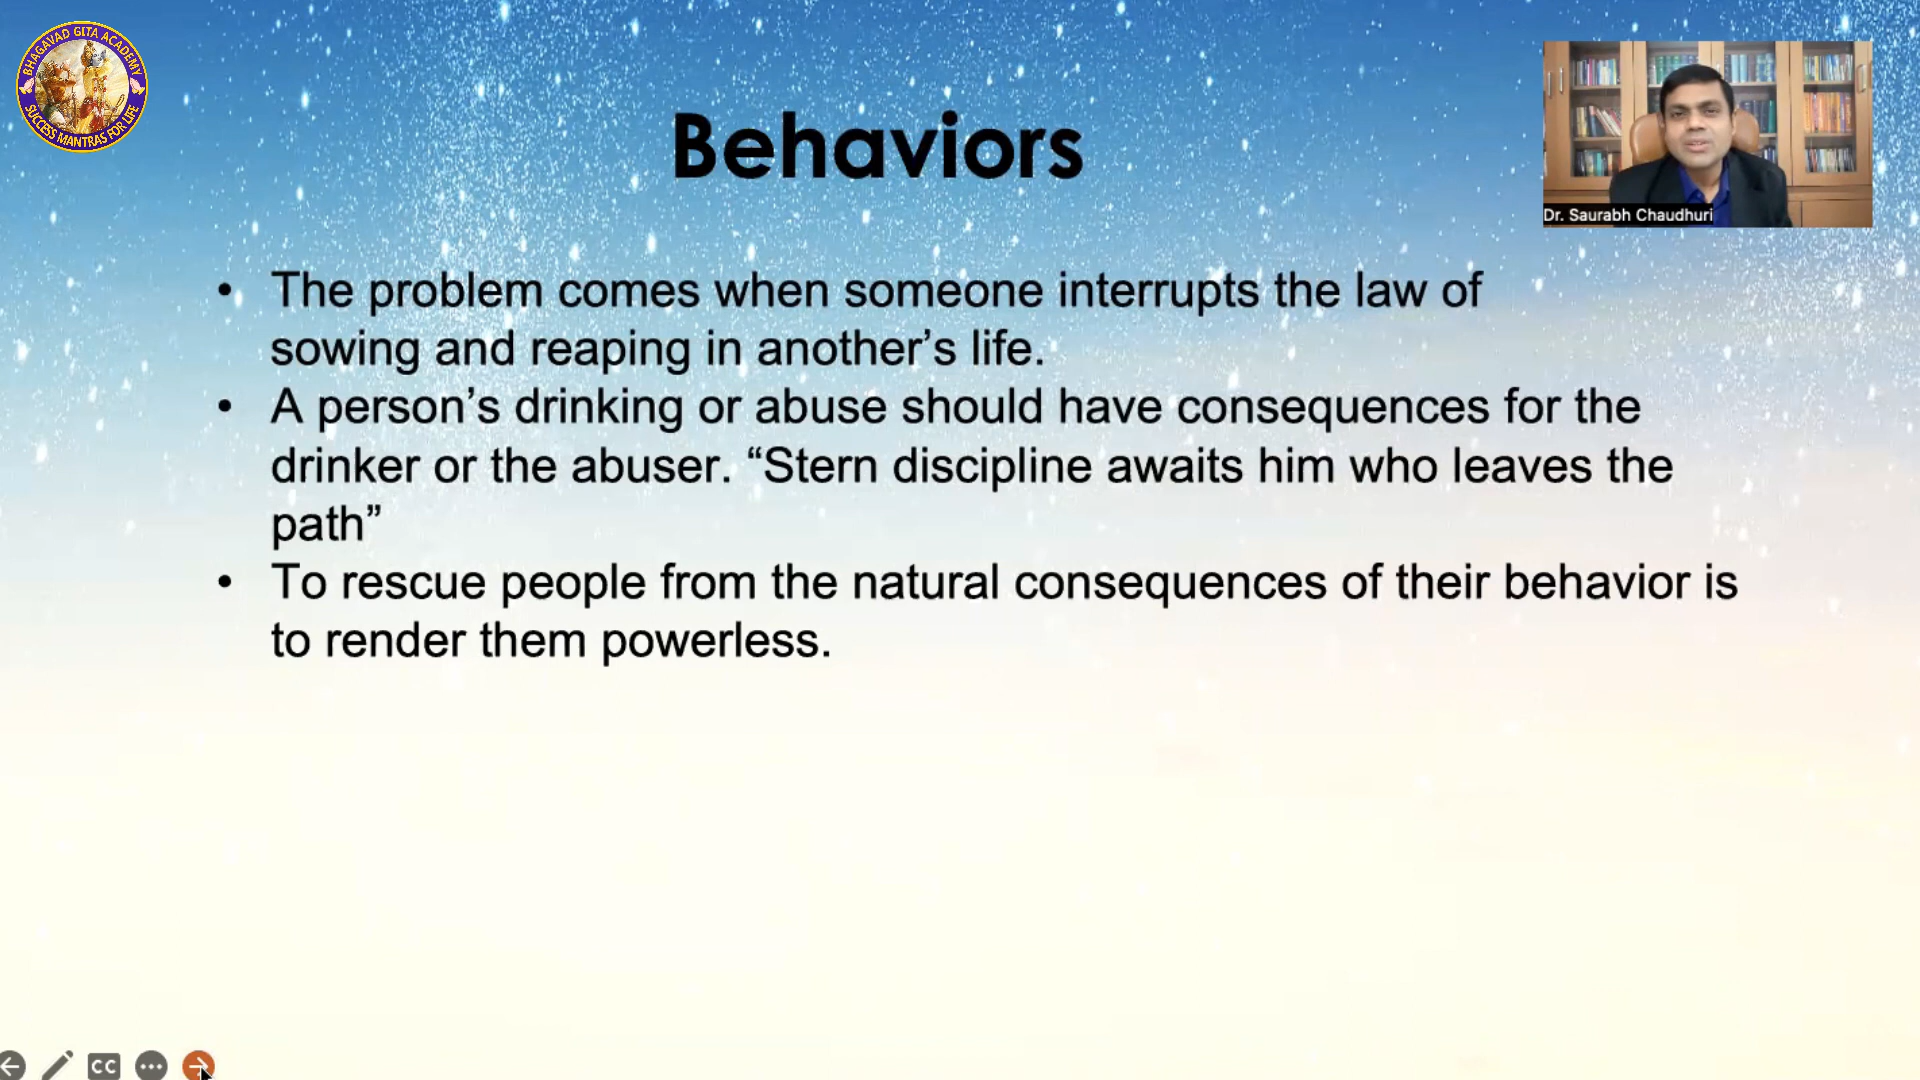 BHAGAVAD GITA ACADEMY
SUCCESS MANTRAS FOR LIFE
Behaviors
Dr. Saurabh Chaudhuri
• The problem comes when someone interrupts the law of
sowing and reaping in another’s life.
• A person’s drinking or abuse should have consequences for the
drinker or the abuser. “Stern discipline awaits him who leaves the
path”
• To rescue people from the natural consequences of their behavior is
to render them powerless.
CC